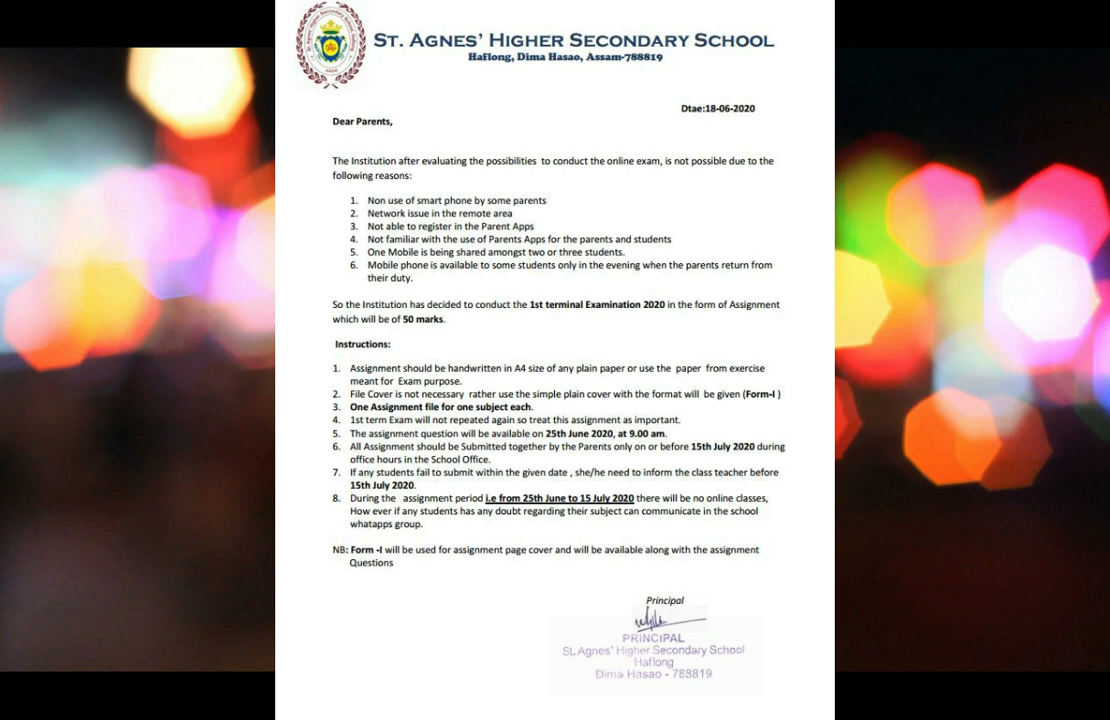 ST. AGNES' HIGHER SECONDARY SCHOOL
Haflong, Dima Hasao, Assam-788819
Dtae:18-06-2020
Dear Parents,
The Institution after evaluating the possibilities to conduct the online exam, is not possible due to the
following reasons:
1. Non use of smart phone by some parents
2. Network issue in the remote area
3. Not able to register in the Parent Apps
4. Not familiar with the use of Parents Apps for the parents and students
5. One Mobile is being shared amongst two or three students.
6. Mobile phone is available to some students only in the evening when the parents return from
their duty.
So the Institution has decided to conduct the 1st terminal Examination 2020 in the form of Assignment
which will be of 50 marks.
Instructions:
1. Assignment should be handwritten in A4 size of any plain paper or use the paper from exercise
meant for Exam purpose.
2. File Cover is not necessary rather use the simple plain cover with the format will be given (Form-I )
3. One Assignment file for one subject each.
4. 1st term Exam will not repeated again so treat this assignment as important.
5. The assignment question will be available on 25th June 2020, at 9.00 am.
6. All Assignment should be Submitted together by the Parents only on or before 15th July 2020 during
office hours in the School Office.
7. If any students fail to submit within the given date , she/he need to inform the class teacher before
15th July 2020.
8. During the assignment period i.e from 25th June to 15 July 2020 there will be no online classes,
How ever if any students has any doubt regarding their subject can communicate in the school
whatapps group.
NB: Form -I will be used for assignment page cover and will be available along with the assignment
Questions
Principal
PRINCIPAL
St. Agnes' Higher Secondary School
Haflong
Dima Hasao - 788819